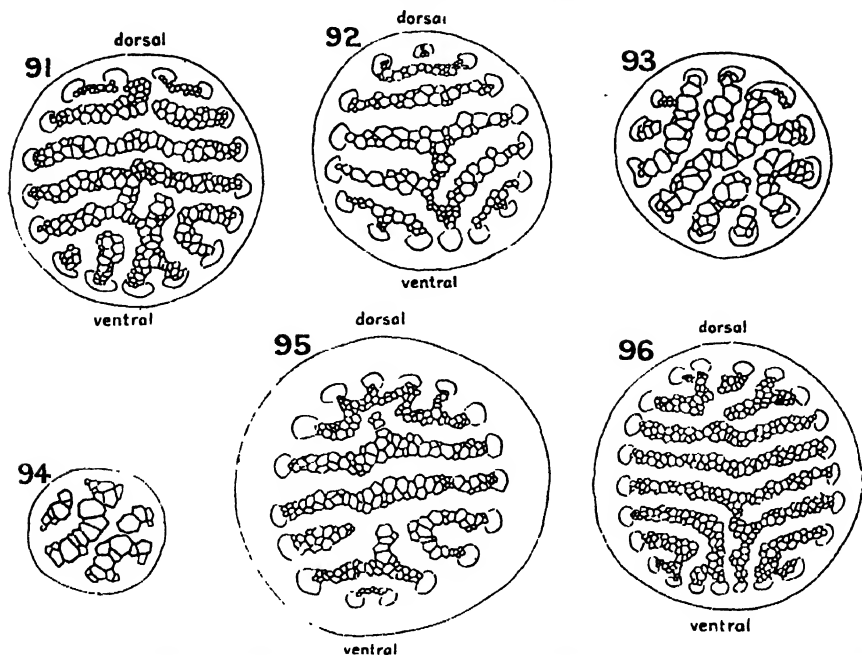 dorsal
91
ventral
dorsal
92
ventral
93
94
dorsal
95
ventral
dorsal
96
ventral